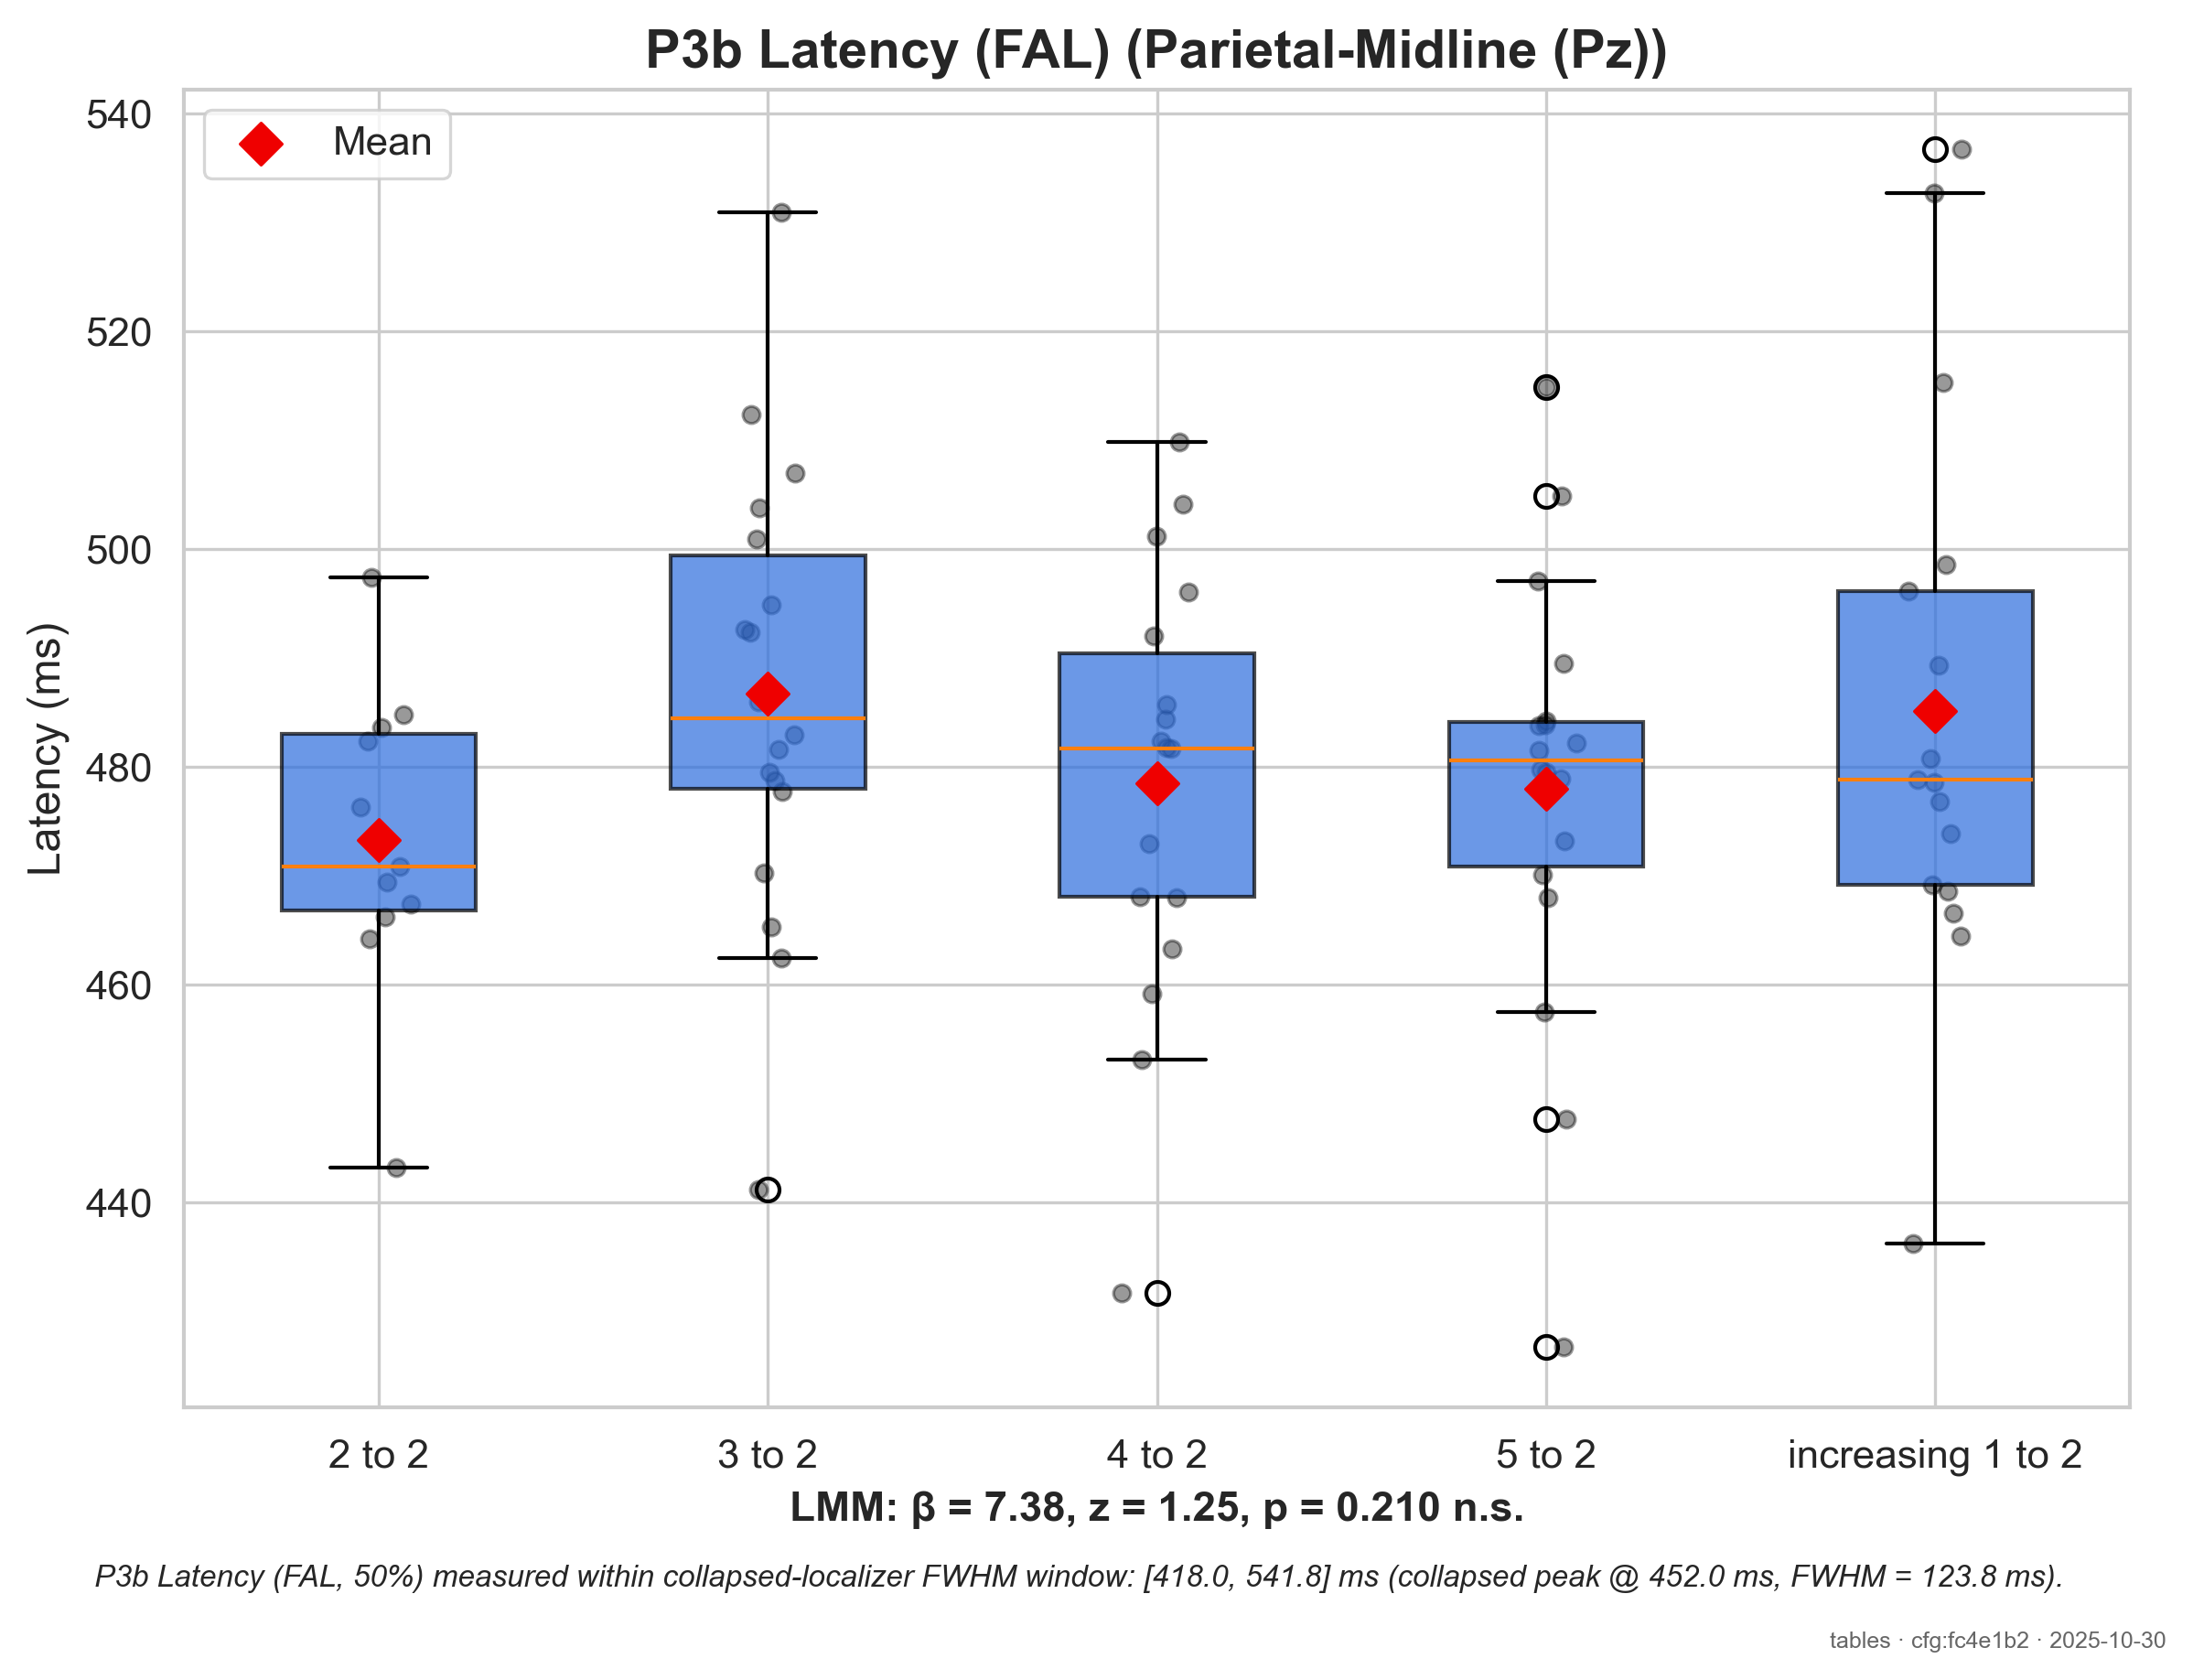 P3b Latency (FAL) (Parietal-Midline (Pz))
Mean
Latency (ms)
540
520
500
480
460
440
2 to 2
3 to 2
4 to 2
5 to 2
increasing 1 to 2
LMM: β = 7.38, z = 1.25, p = 0.210 n.s.
P3b Latency (FAL, 50%) measured within collapsed-localizer FWHM window: [418.0, 541.8] ms (collapsed peak @ 452.0 ms, FWHM = 123.8 ms).
tables · cfg:fc4e1b2 · 2025-10-30